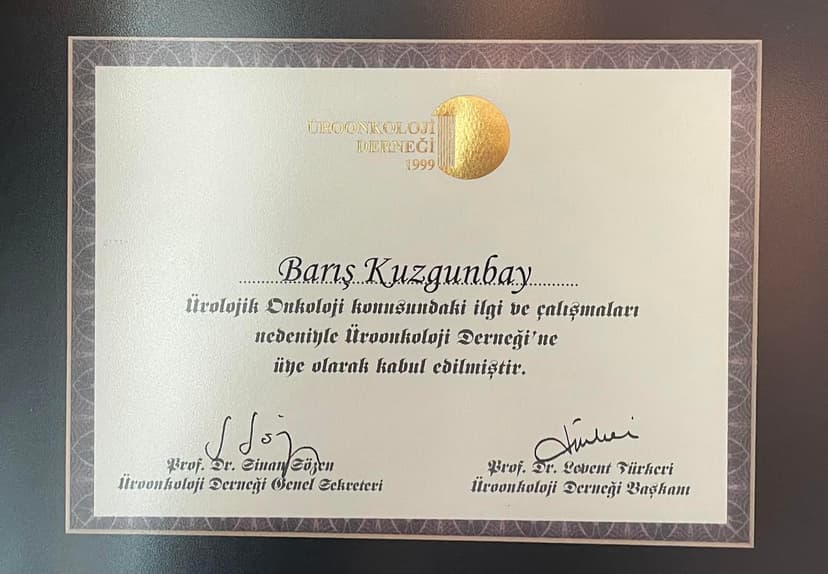 ÜROONKOLOJİ
DERNEĞİ
1999
Barış Kuzgunbay
Ürolojik Onkoloji konusundaki ilgi ve çalışmaları
nedeniyle Üroonkoloji Derneği'ne
üye olarak kabul edilmiştir.
Prof. Dr. Sinan Sözen
Üroonkoloji Derneği Genel Sekreteri
Prof. Dr. Levent Türkeri
Üroonkoloji Derneği Başkanı